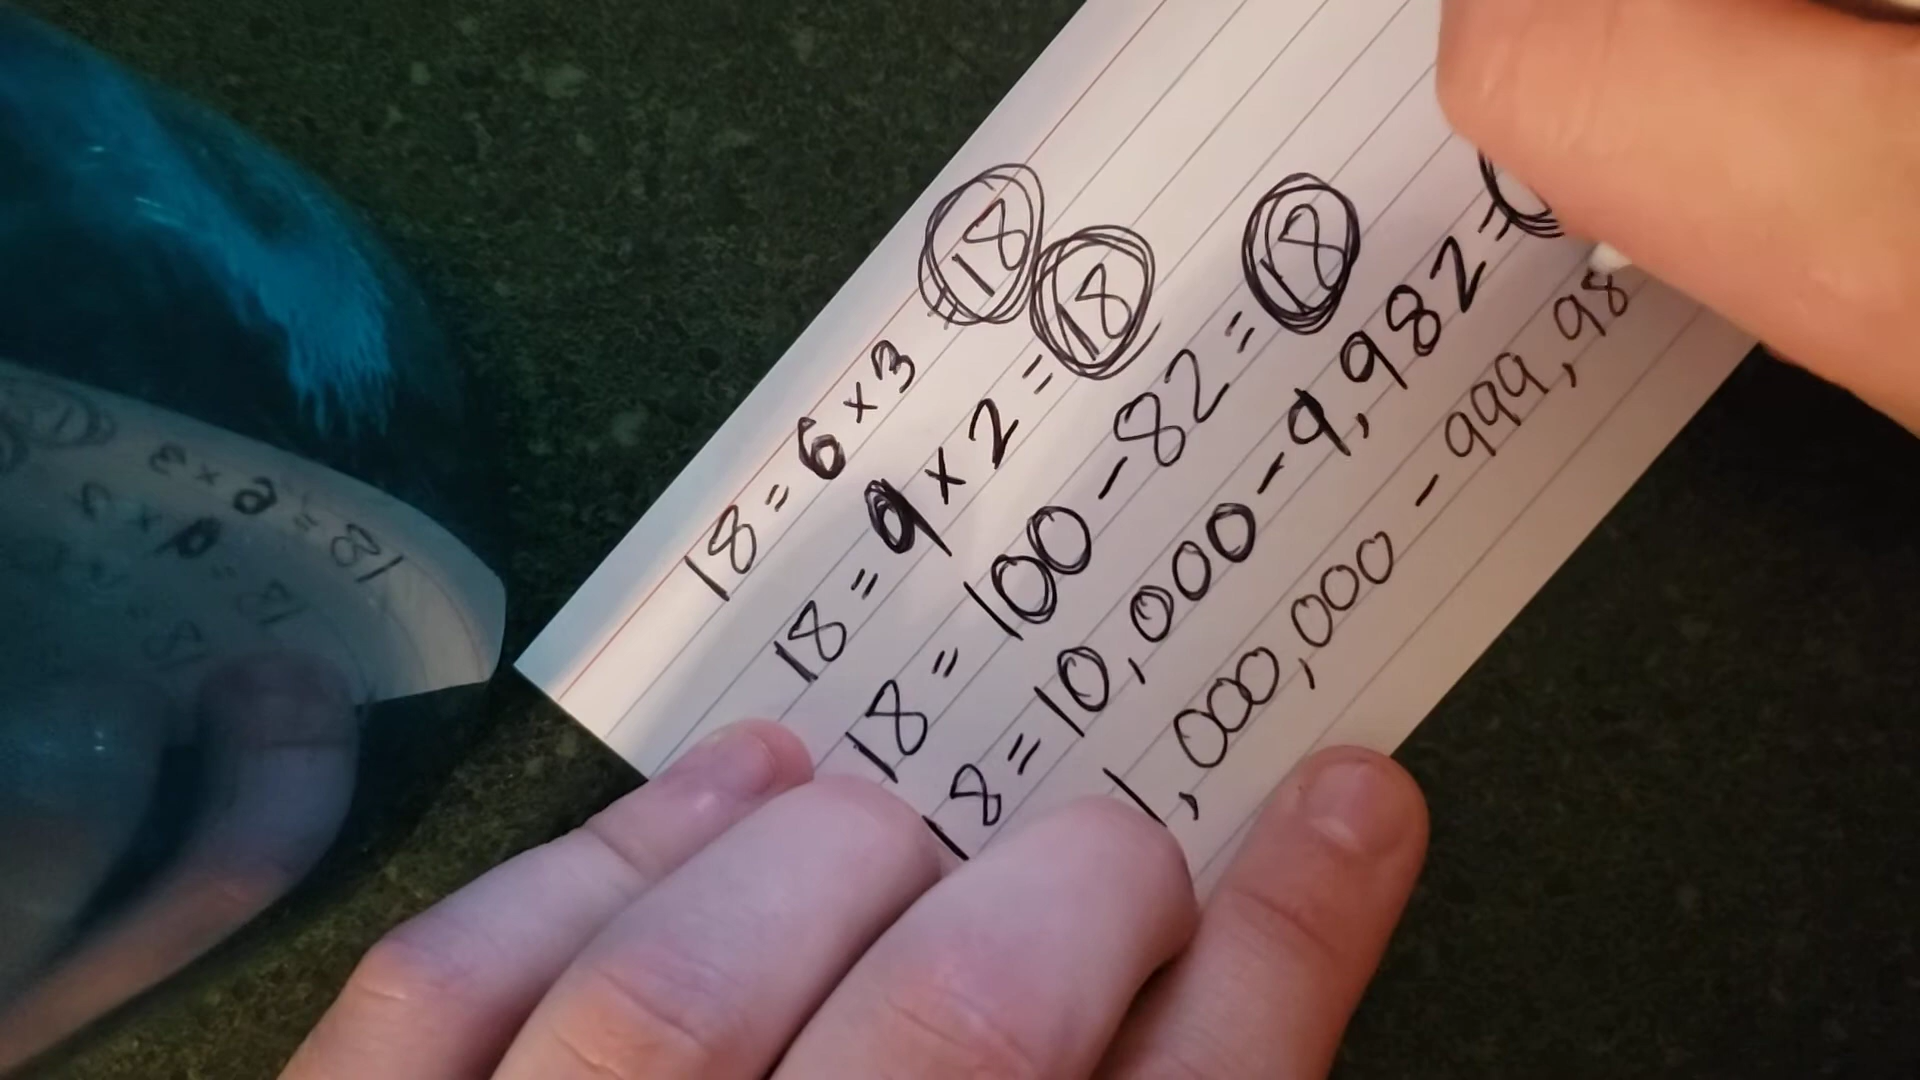 18 = 6 x 3 = 18
18 = 9 x 2 = 18
18 = 100 - 82 = 18
18 = 10,000 - 9,982 =
1,000,000 - 999,98